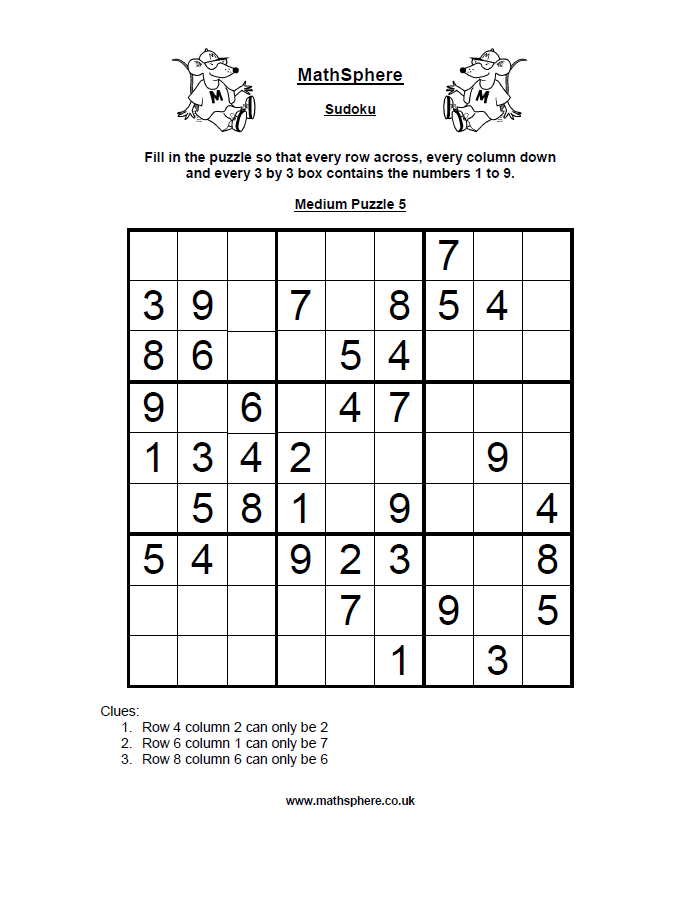 MathSphere
Sudoku
Fill in the puzzle so that every row across, every column down
and every 3 by 3 box contains the numbers 1 to 9.
Medium Puzzle 5
7
3 9 7 8 5 4
8 6 5 4
9 6 4 7
1 3 4 2 9
5 8 1 9 4
5 4 9 2 3 8
7 9 5
1 3
Clues:
1. Row 4 column 2 can only be 2
2. Row 6 column 1 can only be 7
3. Row 8 column 6 can only be 6
www.mathsphere.co.uk